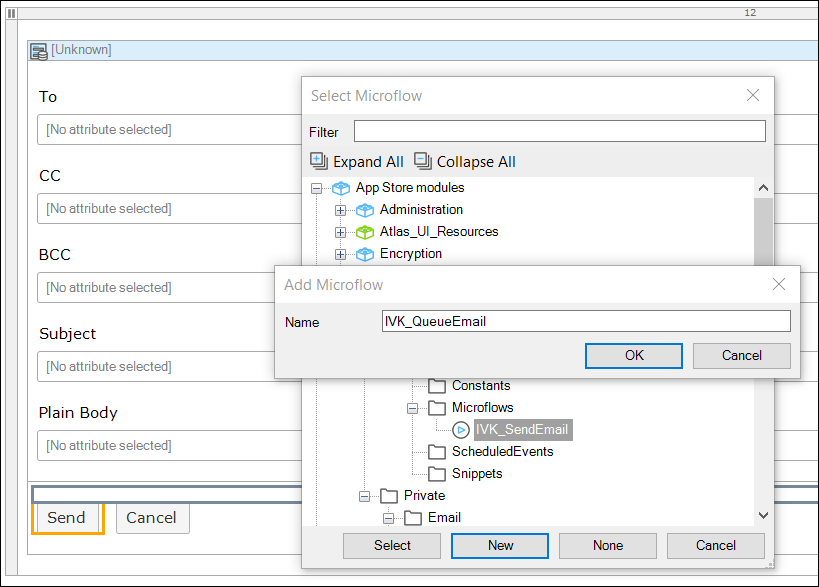 12
[Unknown]
To
[No attribute selected]
CC
[No attribute selected]
BCC
[No attribute selected]
Subject
[No attribute selected]
Plain Body
[No attribute selected]
Send
Cancel
Select Microflow
Filter
Expand All
Collapse All
App Store modules
Administration
Atlas_UI_Resources
Encryption
Add Microflow
Name
IVK_QueueEmail
OK
Cancel
Constants
Microflows
IVK_SendEmail
ScheduledEvents
Snippets
Private
Email
Select
New
None
Cancel